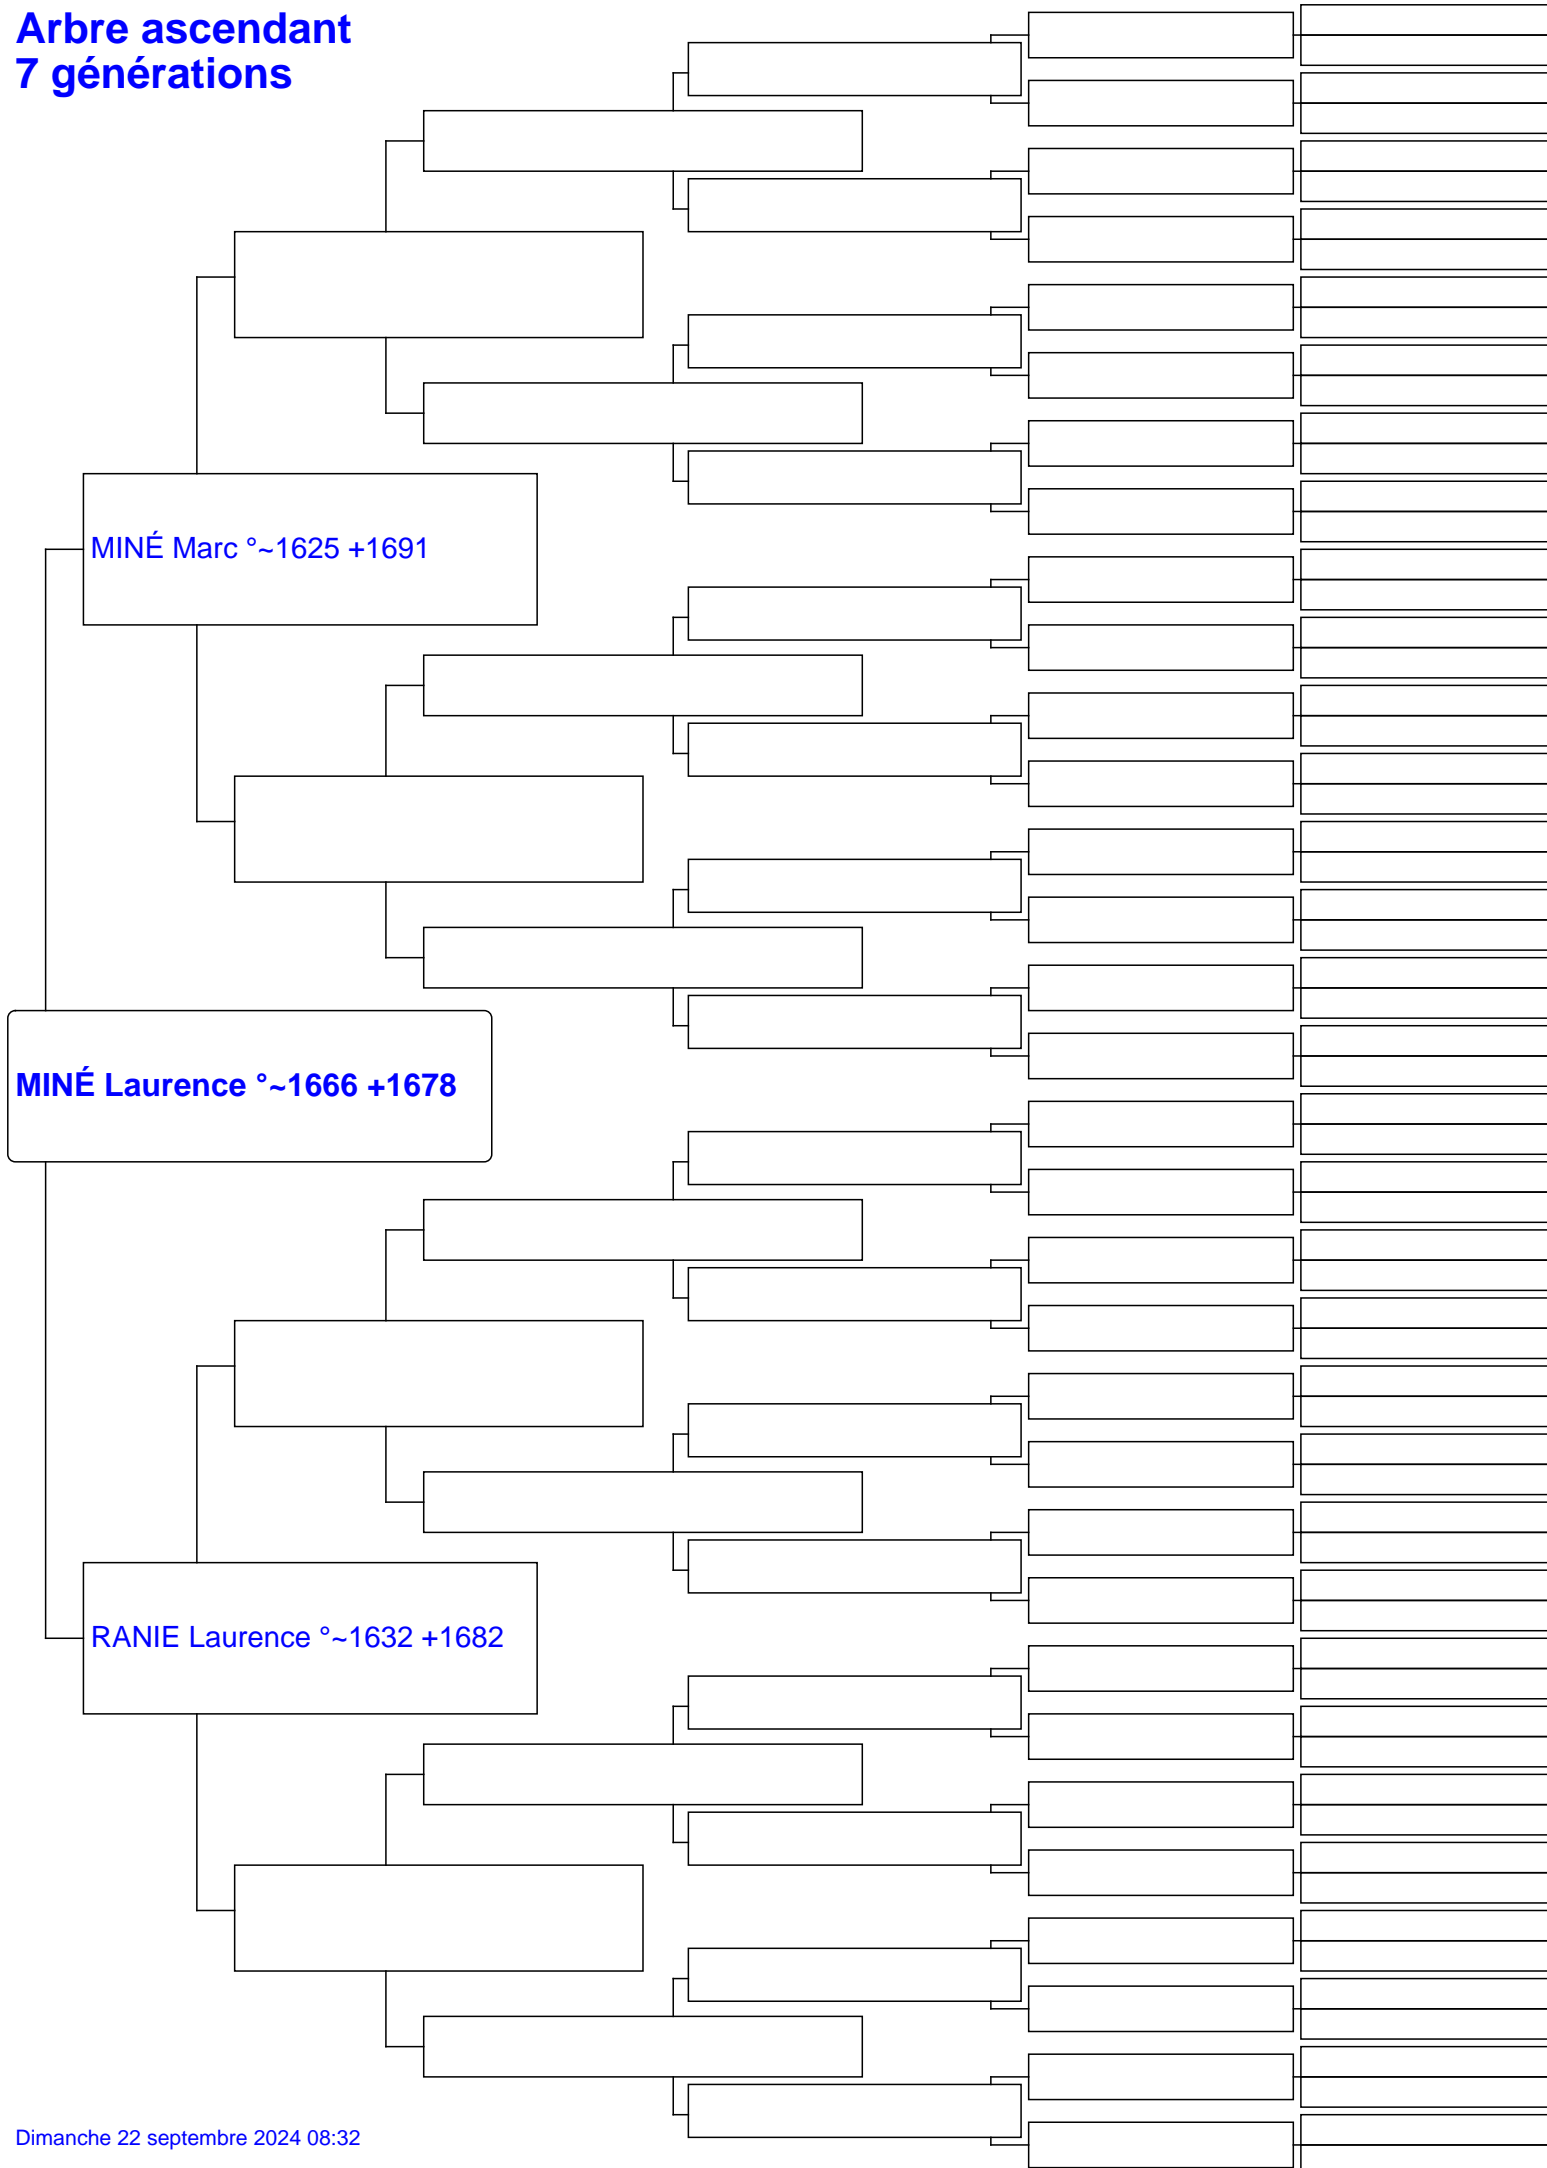 Arbre ascendant
7 générations
MINÉ Marc °~1625 +1691
MINÉ Laurence °~1666 +1678
RANIE Laurence °~1632 +1682
Dimanche 22 septembre 2024 08:32